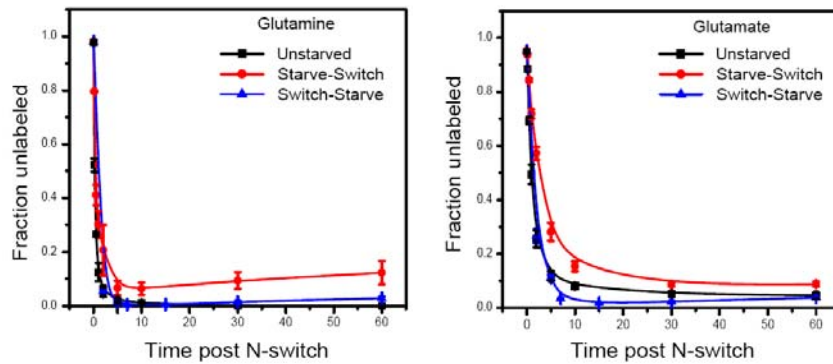 Glutamine
Unstarved
Starve-Switch
Switch-Starve
1.0
0.8
0.6
0.4
0.2
0.0
Fraction unlabeled
0 10 20 30 40 50 60
Time post N-switch
Glutamate
Unstarved
Starve-Switch
Switch-Starve
1.0
0.8
0.6
0.4
0.2
0.0
Fraction unlabeled
0 10 20 30 40 50 60
Time post N-switch